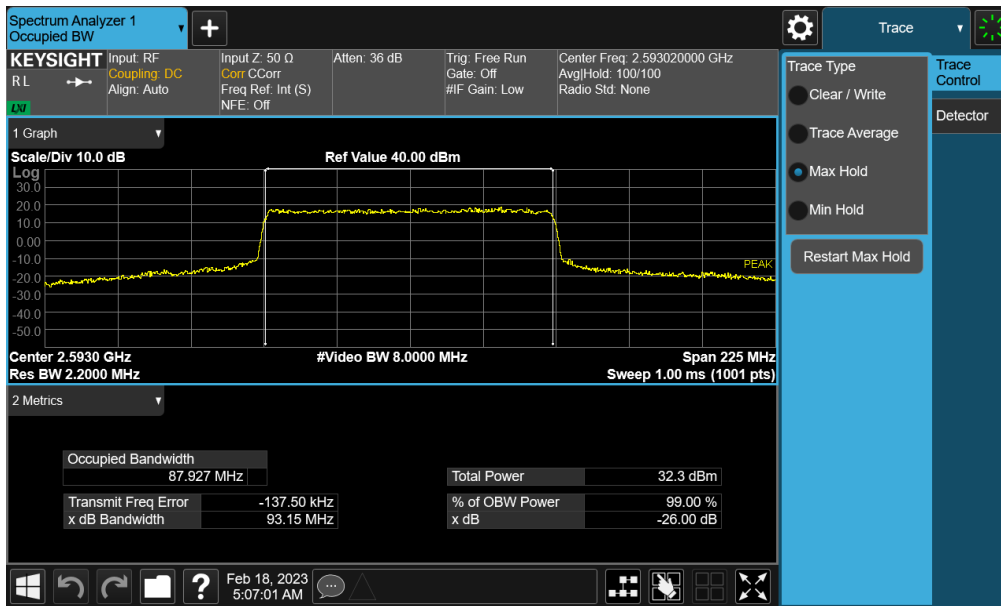 Spectrum Analyzer 1
Occupied BW
+
Trace
KEYSIGHT
R L
LXI
Input: RF
Coupling: DC
Align: Auto
Input Z: 50 Ω
Corr CCorr
Freq Ref: Int (S)
NFE: Off
Atten: 36 dB
Trig: Free Run
Gate: Off
#IF Gain: Low
Center Freq: 2.593020000 GHz
Avg|Hold: 100/100
Radio Std: None
1 Graph
Scale/Div 10.0 dB
Ref Value 40.00 dBm
Log
30.0
20.0
10.0
0.00
-10.0
-20.0
-30.0
-40.0
-50.0
PEAK
Center 2.5930 GHz
#Video BW 8.0000 MHz
Span 225 MHz
Res BW 2.2000 MHz
Sweep 1.00 ms (1001 pts)
2 Metrics
Occupied Bandwidth
87.927 MHz
Transmit Freq Error -137.50 kHz
x dB Bandwidth 93.15 MHz
Total Power 32.3 dBm
% of OBW Power 99.00 %
x dB -26.00 dB
Trace Type
Clear / Write
Trace Average
Max Hold
Min Hold
Restart Max Hold
Trace
Control
Detector
?
Feb 18, 2023
5:07:01 AM